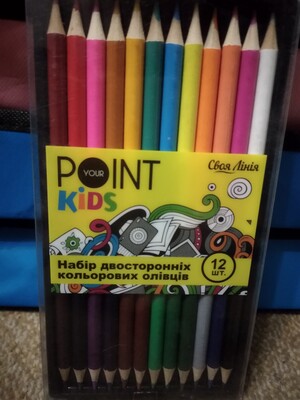 POINT
YOUR
KiDS
Своя Лінія
Набір двосторонніх
кольорових олівців
12
шт.